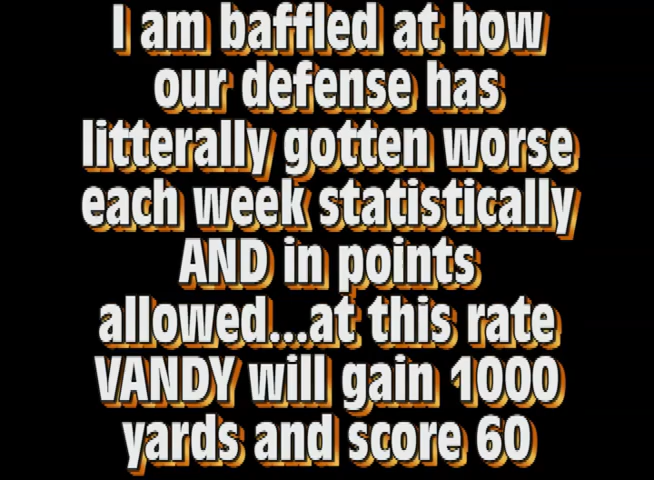 I am baffled at how
our defense has
litterally gotten worse
each week statistically
AND in points
allowed...at this rate
VANDY will gain 1000
yards and score 60